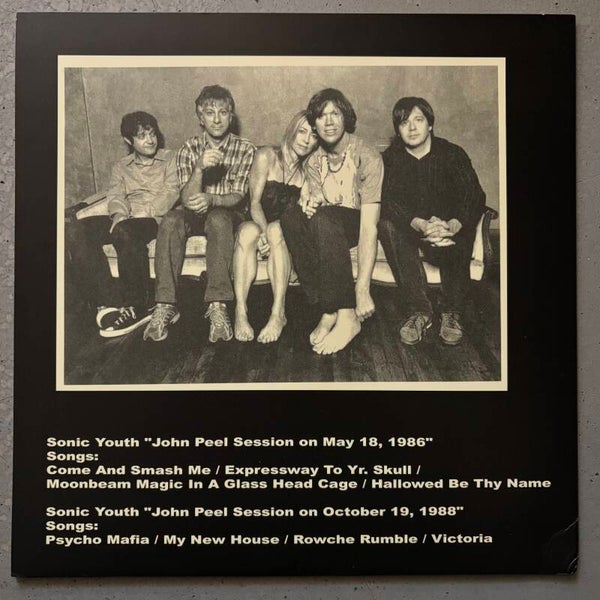 Sonic Youth "John Peel Session on May 18, 1986"
Songs:
Come And Smash Me / Expressway To Yr. Skull /
Moonbeam Magic In A Glass Head Cage / Hallowed Be Thy Name
Sonic Youth "John Peel Session on October 19, 1988"
Songs:
Psycho Mafia / My New House / Rowche Rumble / Victoria